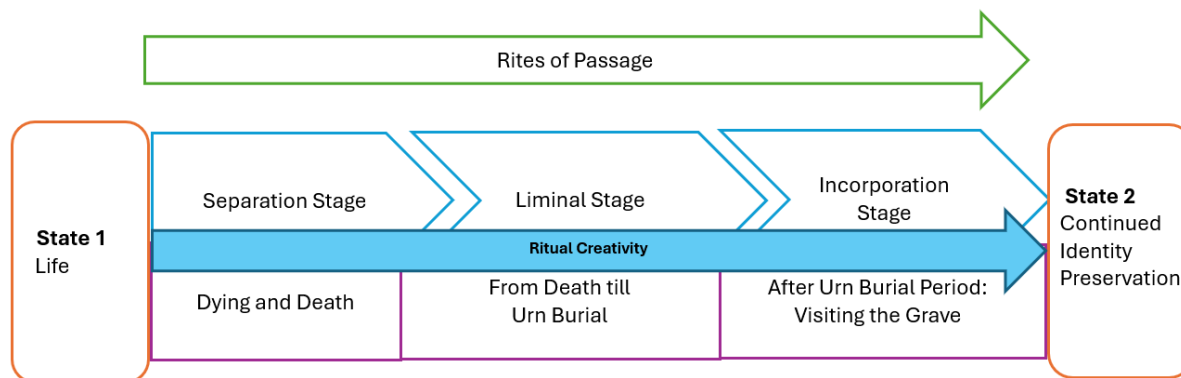 Rites of Passage
State 1
Life
Separation Stage
Liminal Stage
Incorporation
Stage
Ritual Creativity
Dying and Death
From Death till
Urn Burial
After Urn Burial Period:
Visiting the Grave
State 2
Continued
Identity
Preservation